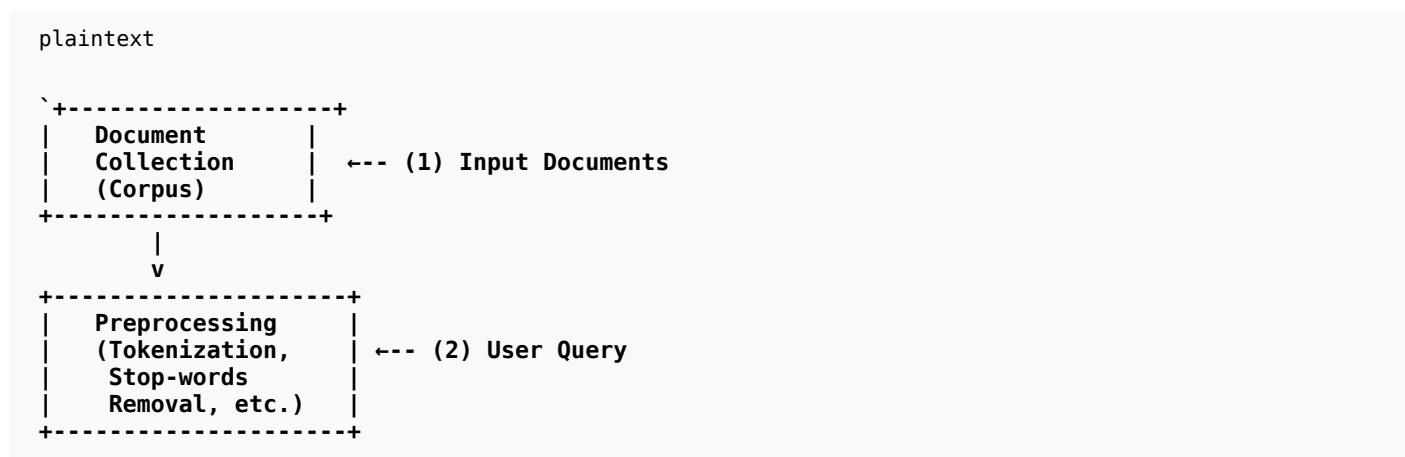 plaintext
`+-------------------+
|   Document       |
|   Collection     |  ←-- (1) Input Documents
|   (Corpus)       |
+-------------------+
        |
        v
+---------------------+
|   Preprocessing     |
|   (Tokenization,    | ←-- (2) User Query
|    Stop-words       |
|    Removal, etc.)   |
+---------------------+